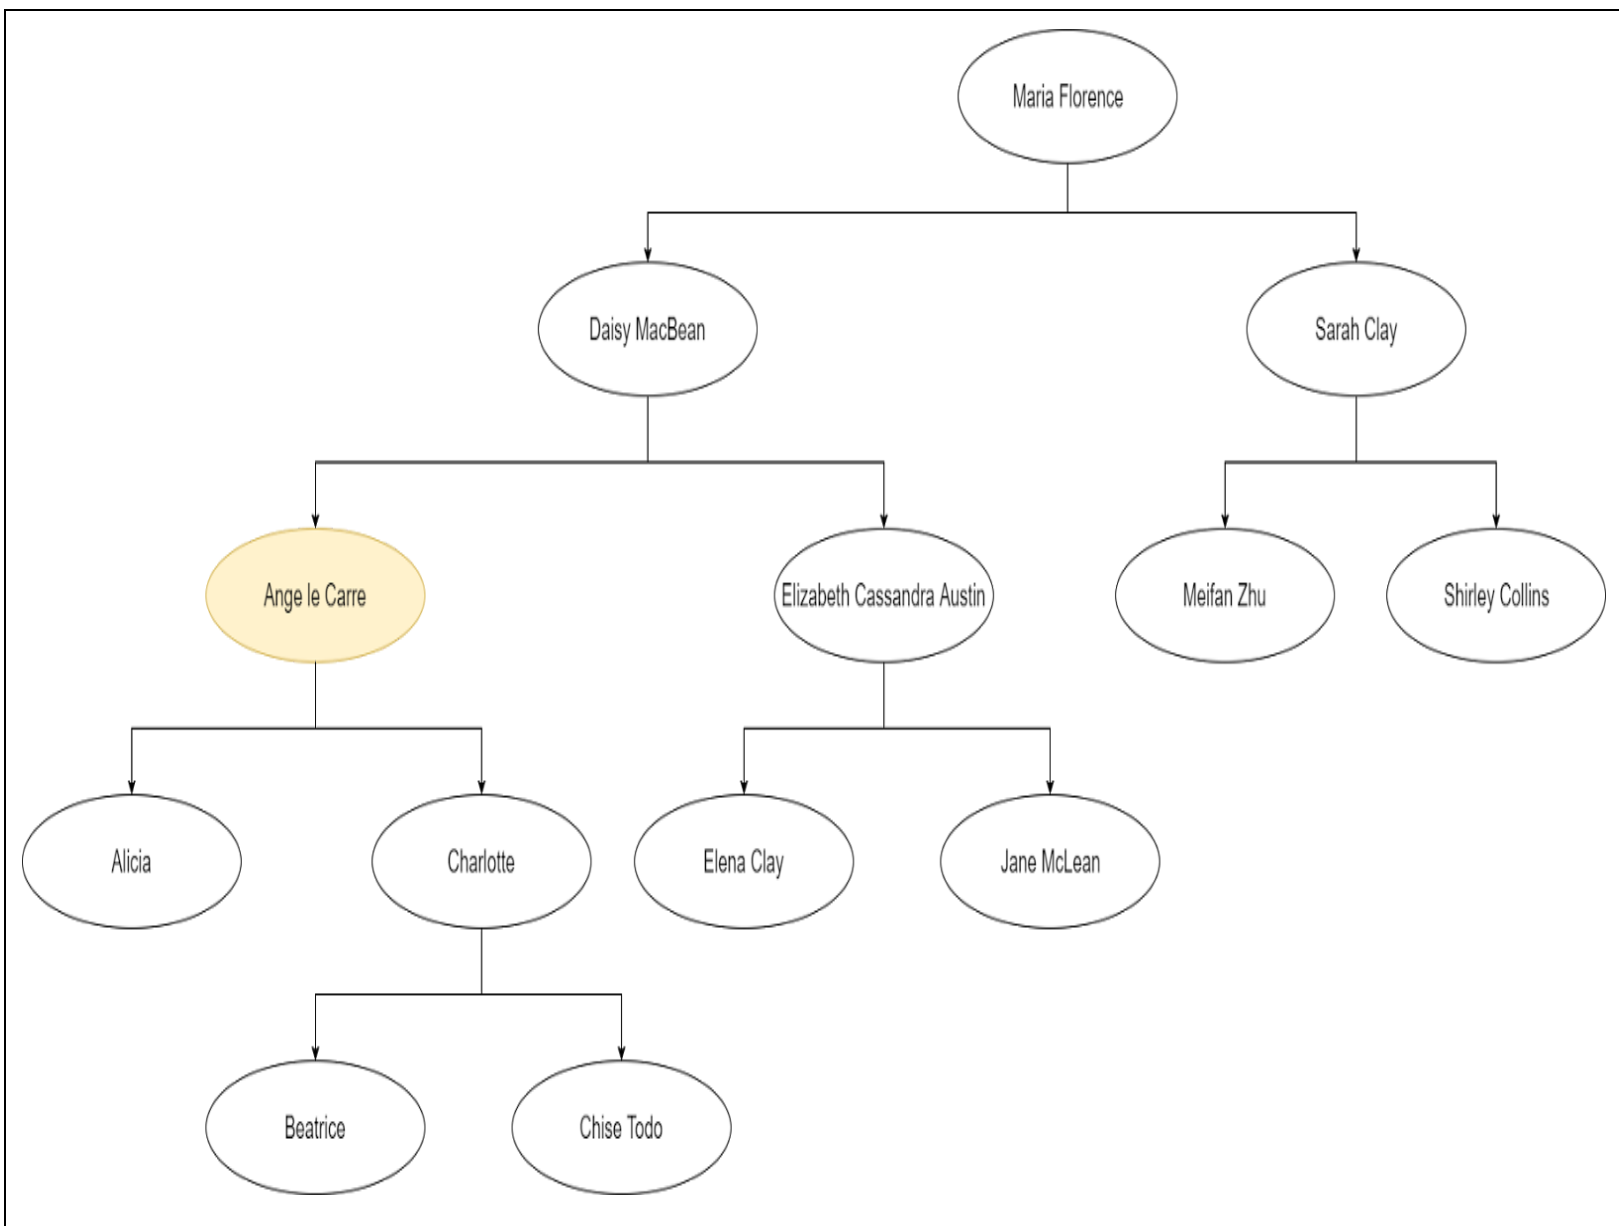 Maria Florence
Daisy MacBean
Sarah Clay
Ange le Carre
Elizabeth Cassandra Austin
Meifan Zhu
Shirley Collins
Alicia
Charlotte
Elena Clay
Jane McLean
Beatrice
Chise Todo